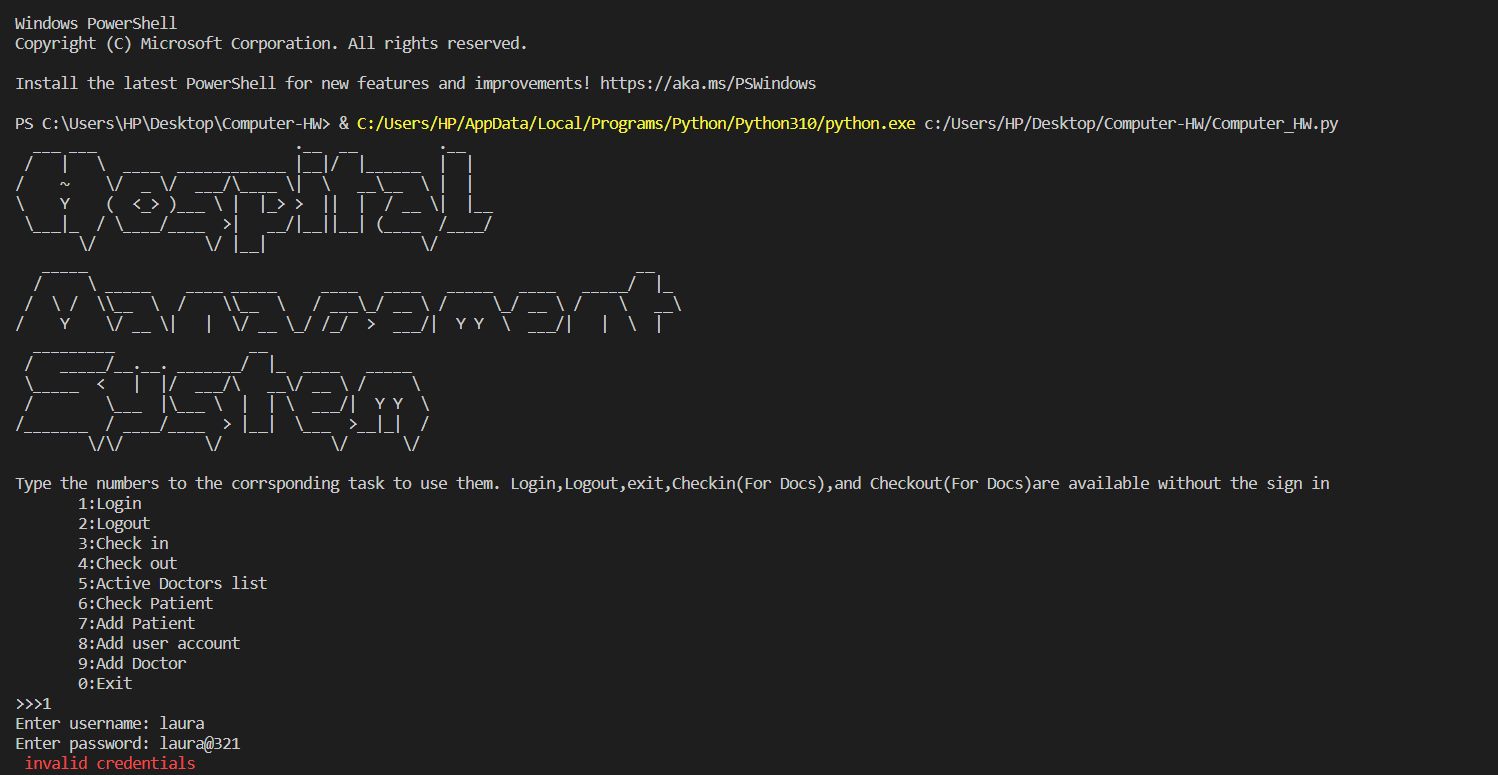 Windows PowerShell
Copyright (C) Microsoft Corporation. All rights reserved.
Install the latest PowerShell for new features and improvements! https://aka.ms/PSWindows
PS C:\Users\HP\Desktop\Computer-HW> & C:/Users/HP/AppData/Local/Programs/Python/Python310/python.exe c:/Users/HP/Desktop/Computer-HW/Computer_HW.py
Hospital
Management
System
Type the numbers to the corrsponding task to use them. Login,Logout,exit,Checkin(For Docs),and Checkout(For Docs)are available without the sign in
1:Login
2:Logout
3:Check in
4:Check out
5:Active Doctors list
6:Check Patient
7:Add Patient
8:Add user account
9:Add Doctor
0:Exit
>>>1
Enter username: laura
Enter password: laura@321
invalid credentials